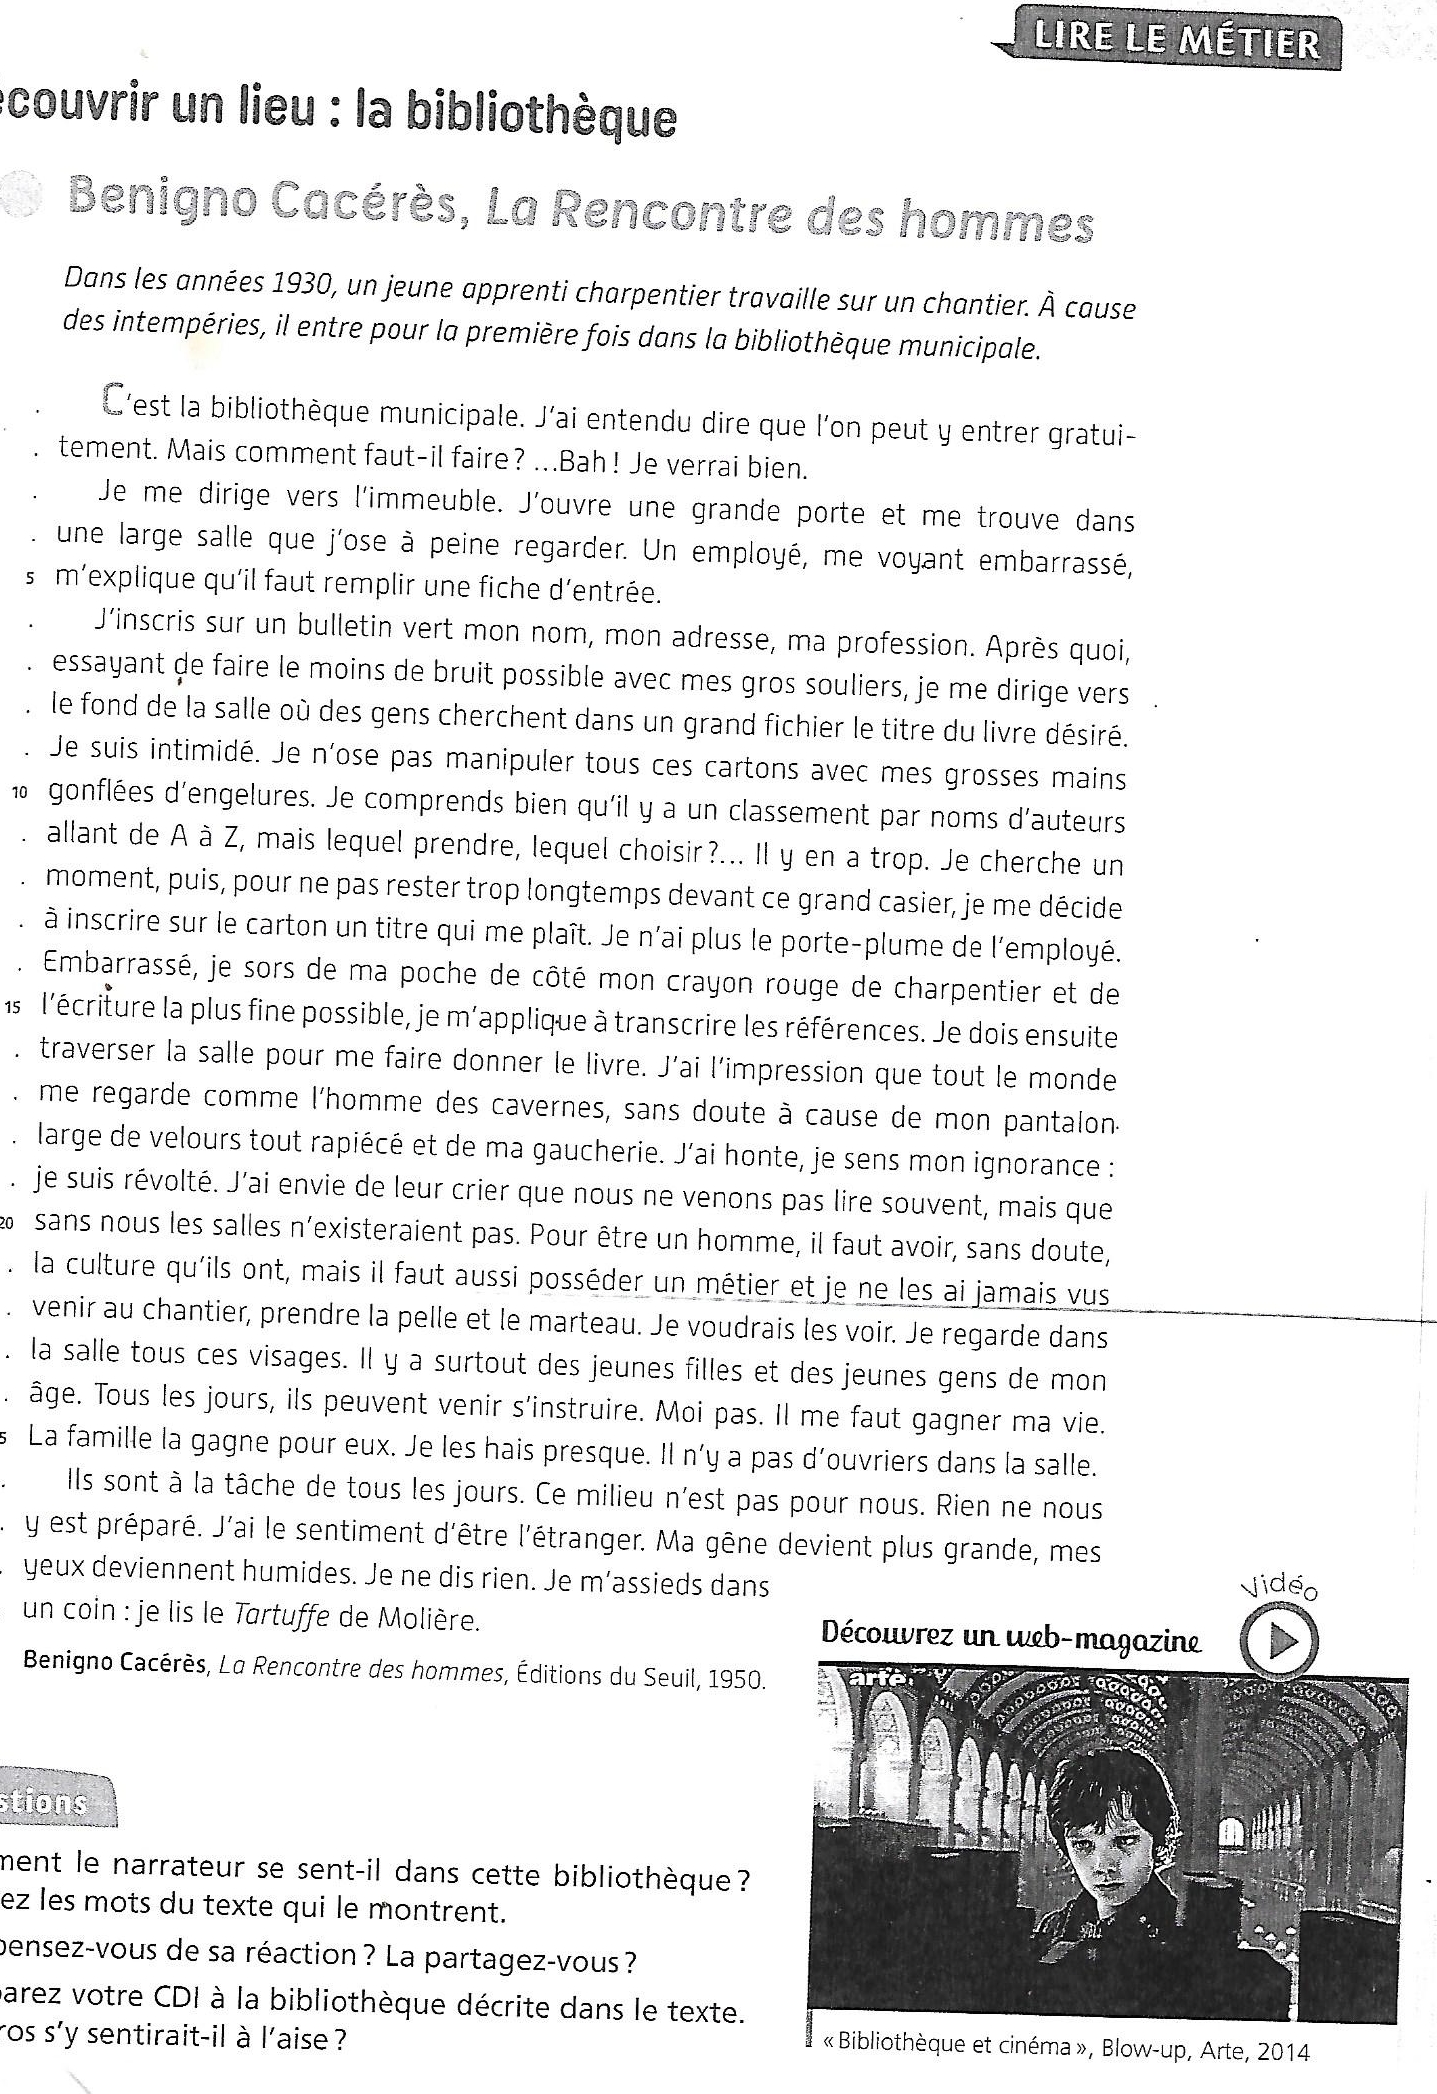 LIRE LE MÉTIER
écouvrir un lieu : la bibliothèque
Benigno Cacérès, La Rencontre des hommes
Dans les années 1930, un jeune apprenti charpentier travaille sur un chantier. À cause
des intempéries, il entre pour la première fois dans la bibliothèque municipale.
C'est la bibliothèque municipale. J'ai entendu dire que l'on peut y entrer gratui-
tement. Mais comment faut-il faire ? ...Bah ! Je verrai bien.
Je me dirige vers l'immeuble. J'ouvre une grande porte et me trouve dans
une large salle que j'ose à peine regarder. Un employé, me voyant embarrassé,
5 m'explique qu'il faut remplir une fiche d'entrée.
J'inscris sur un bulletin vert mon nom, mon adresse, ma profession. Après quoi,
essayant de faire le moins de bruit possible avec mes gros souliers, je me dirige vers
le fond de la salle où des gens cherchent dans un grand fichier le titre du livre désiré.
Je suis intimidé. Je n'ose pas manipuler tous ces cartons avec mes grosses mains
10 gonflées d'engelures. Je comprends bien qu'il y a un classement par noms d'auteurs
allant de A à Z, mais lequel prendre, lequel choisir ?... Il y en a trop. Je cherche un
moment, puis, pour ne pas rester trop longtemps devant ce grand casier, je me décide
à inscrire sur le carton un titre qui me plaît. Je n'ai plus le porte-plume de l'employé.
Embarrassé, je sors de ma poche de côté mon crayon rouge de charpentier et de
15 l'écriture la plus fine possible, je m'applique à transcrire les références. Je dois ensuite
traverser la salle pour me faire donner le livre. J'ai l'impression que tout le monde
me regarde comme l'homme des cavernes, sans doute à cause de mon pantalon
large de velours tout rapiécé et de ma gaucherie. J'ai honte, je sens mon ignorance :
je suis révolté. J'ai envie de leur crier que nous ne venons pas lire souvent, mais que
20 sans nous les salles n'existeraient pas. Pour être un homme, il faut avoir, sans doute,
la culture qu'ils ont, mais il faut aussi posséder un métier et je ne les ai jamais vus
venir au chantier, prendre la pelle et le marteau. Je voudrais les voir. Je regarde dans
la salle tous ces visages. Il y a surtout des jeunes filles et des jeunes gens de mon
âge. Tous les jours, ils peuvent venir s'instruire. Moi pas. Il me faut gagner ma vie.
5 La famille la gagne pour eux. Je les hais presque. Il n'y a pas d'ouvriers dans la salle.
Ils sont à la tâche de tous les jours. Ce milieu n'est pas pour nous. Rien ne nous
y est préparé. J'ai le sentiment d'être l'étranger. Ma gêne devient plus grande, mes
yeux deviennent humides. Je ne dis rien. Je m'assieds dans
un coin : je lis le Tartuffe de Molière.
Benigno Cacérès, La Rencontre des hommes, Éditions du Seuil, 1950.
Vidéo
Découvrez un web-magazine
arte
stions
ment le narrateur se sent-il dans cette bibliothèque ?
ez les mots du texte qui le montrent.
pensez-vous de sa réaction ? La partagez-vous ?
parez votre CDI à la bibliothèque décrite dans le texte.
ros s'y sentirait-il à l'aise ?
« Bibliothèque et cinéma », Blow-up, Arte, 2014